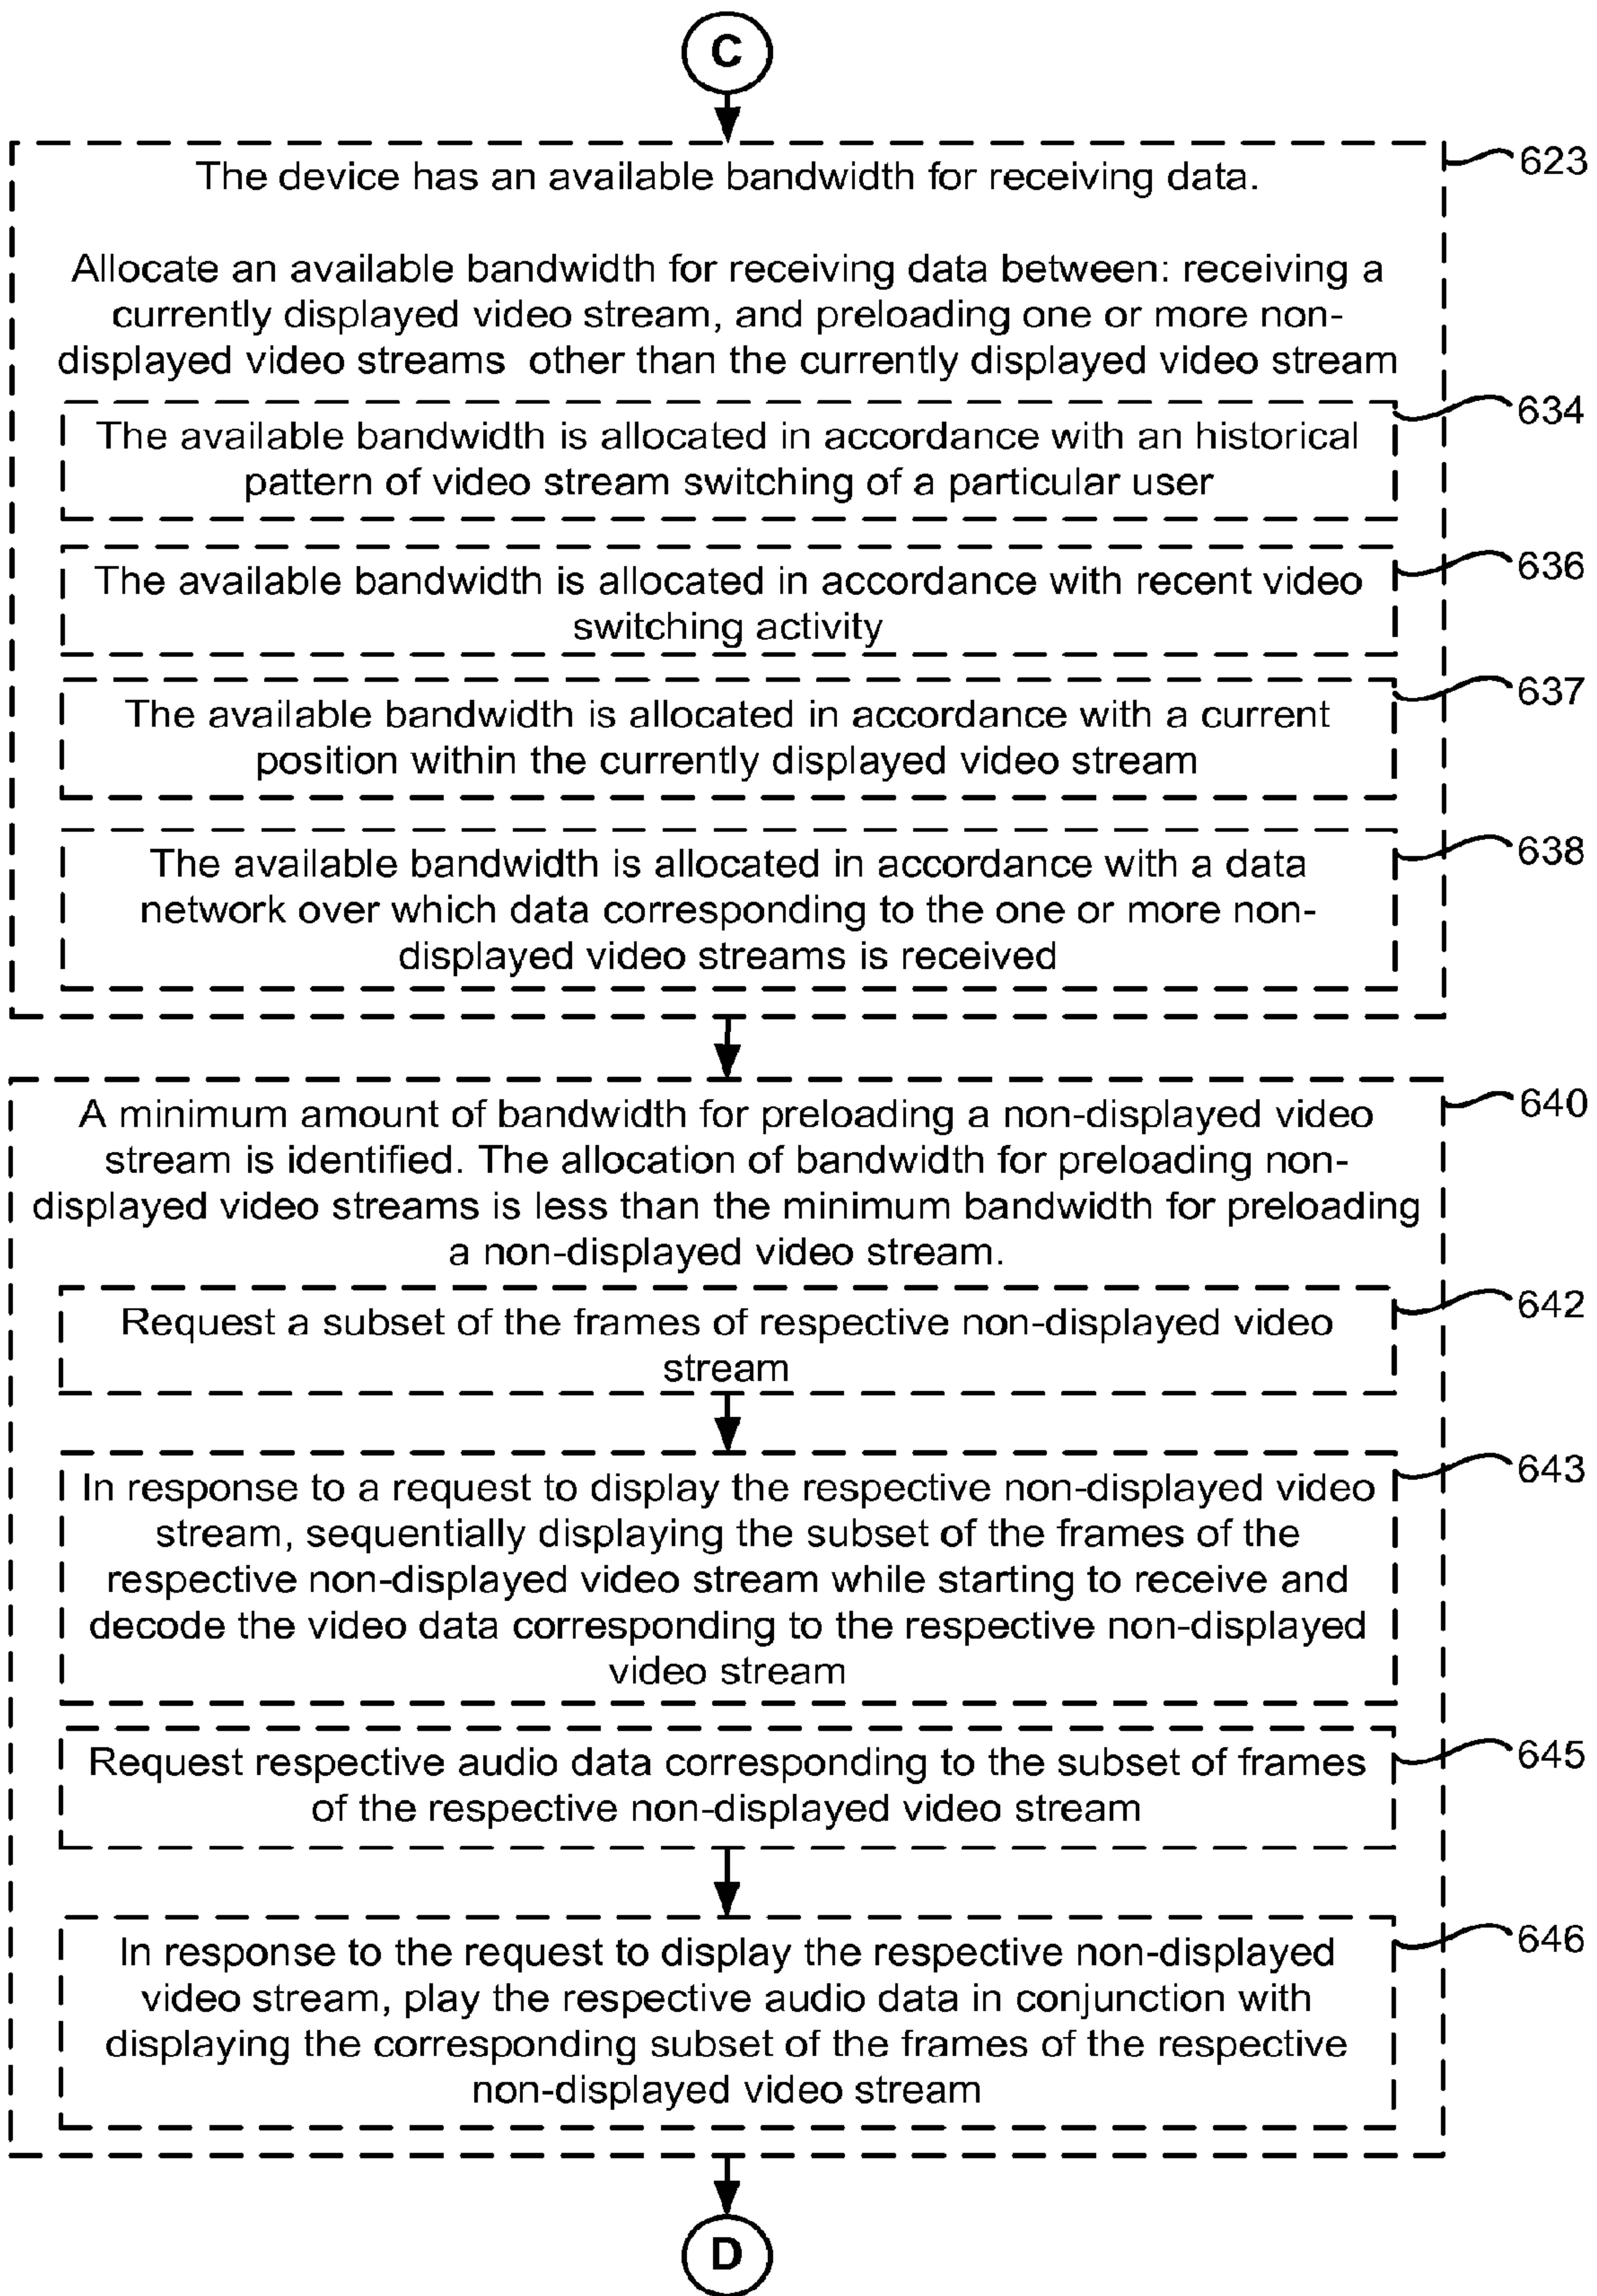 C
The device has an available bandwidth for receiving data.
623
Allocate an available bandwidth for receiving data between: receiving a
currently displayed video stream, and preloading one or more non-
displayed video streams other than the currently displayed video stream
634
The available bandwidth is allocated in accordance with an historical
pattern of video stream switching of a particular user
636
The available bandwidth is allocated in accordance with recent video
switching activity
637
The available bandwidth is allocated in accordance with a current
position within the currently displayed video stream
638
The available bandwidth is allocated in accordance with a data
network over which data corresponding to the one or more non-
displayed video streams is received
640
A minimum amount of bandwidth for preloading a non-displayed video
stream is identified. The allocation of bandwidth for preloading non-
displayed video streams is less than the minimum bandwidth for preloading
a non-displayed video stream.
642
Request a subset of the frames of respective non-displayed video
stream
643
In response to a request to display the respective non-displayed video
stream, sequentially displaying the subset of the frames of the
respective non-displayed video stream while starting to receive and
decode the video data corresponding to the respective non-displayed
video stream
645
Request respective audio data corresponding to the subset of frames
of the respective non-displayed video stream
646
In response to the request to display the respective non-displayed
video stream, play the respective audio data in conjunction with
displaying the corresponding subset of the frames of the respective
non-displayed video stream
D